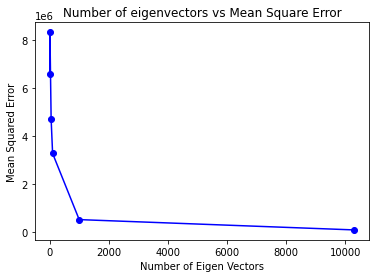 Number of eigenvectors vs Mean Square Error
1e6
8
6
4
2
0
Mean Squared Error
0 2000 4000 6000 8000 10000
Number of Eigen Vectors